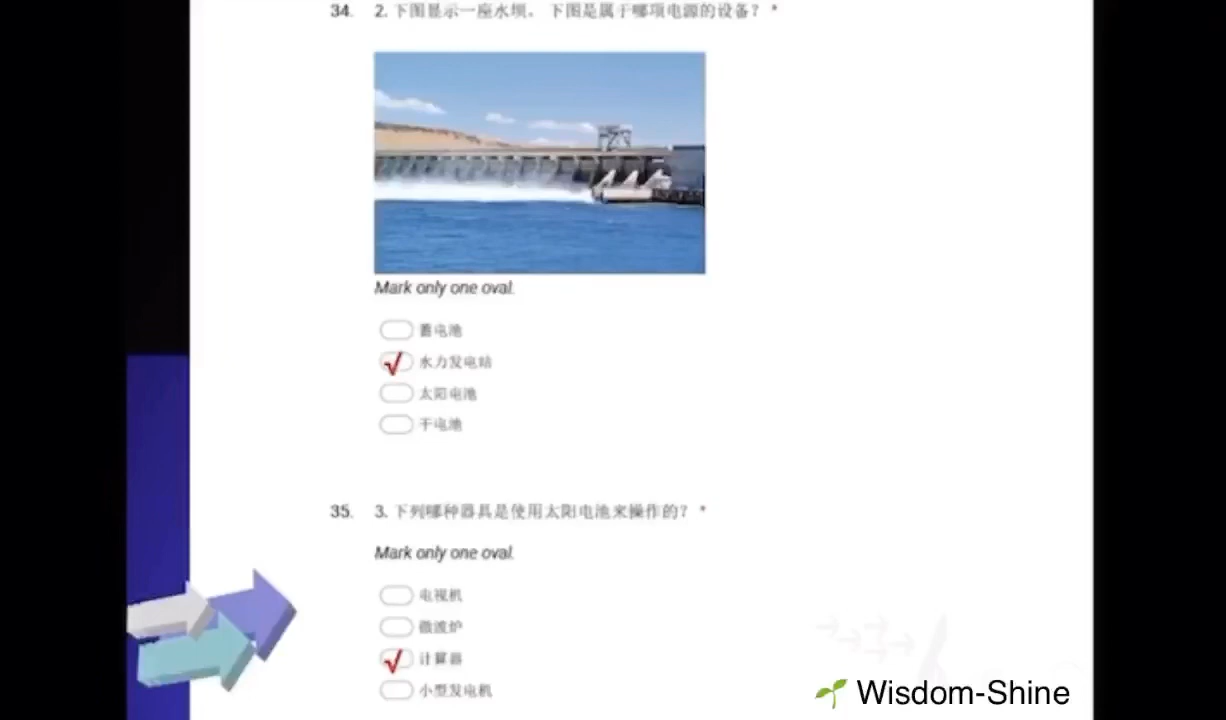 34. 2. 下图显示一座水坝。 下图是属于哪项电源的设备? *
Mark only one oval.
蓄电池
水力发电站
太阳电池
干电池
35. 3. 下列哪种器具是使用太阳电池来操作的? *
Mark only one oval.
电视机
微波炉
计算器
小型发电机
Wisdom-Shine